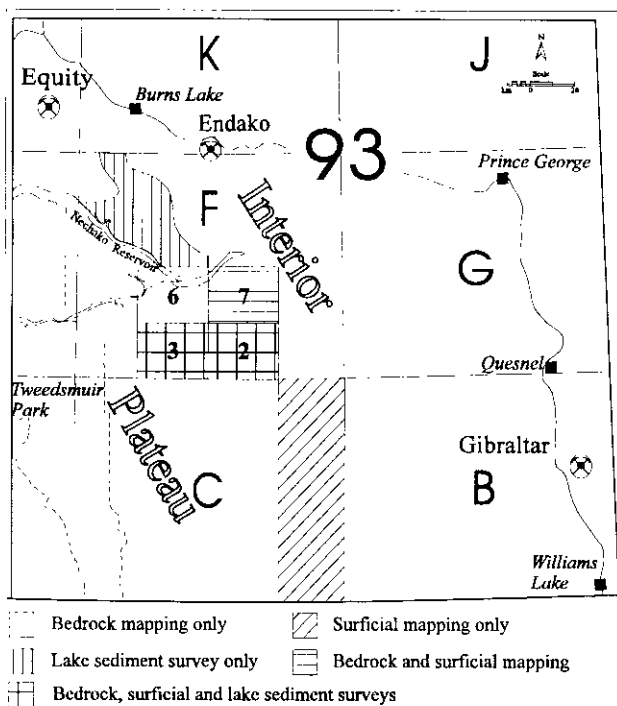 K
J
N
Equity
Burns Lake
Endako
93
Prince George
F
Interior
Nechako Reservoir
G
6
7
3
2
Quesnel
Tweedsmuir
Park
Plateau
Gibraltar
C
B
Williams
Lake
Bedrock mapping only
Surficial mapping only
Lake sediment survey only
Bedrock and surficial mapping
Bedrock, surficial and lake sediment surveys